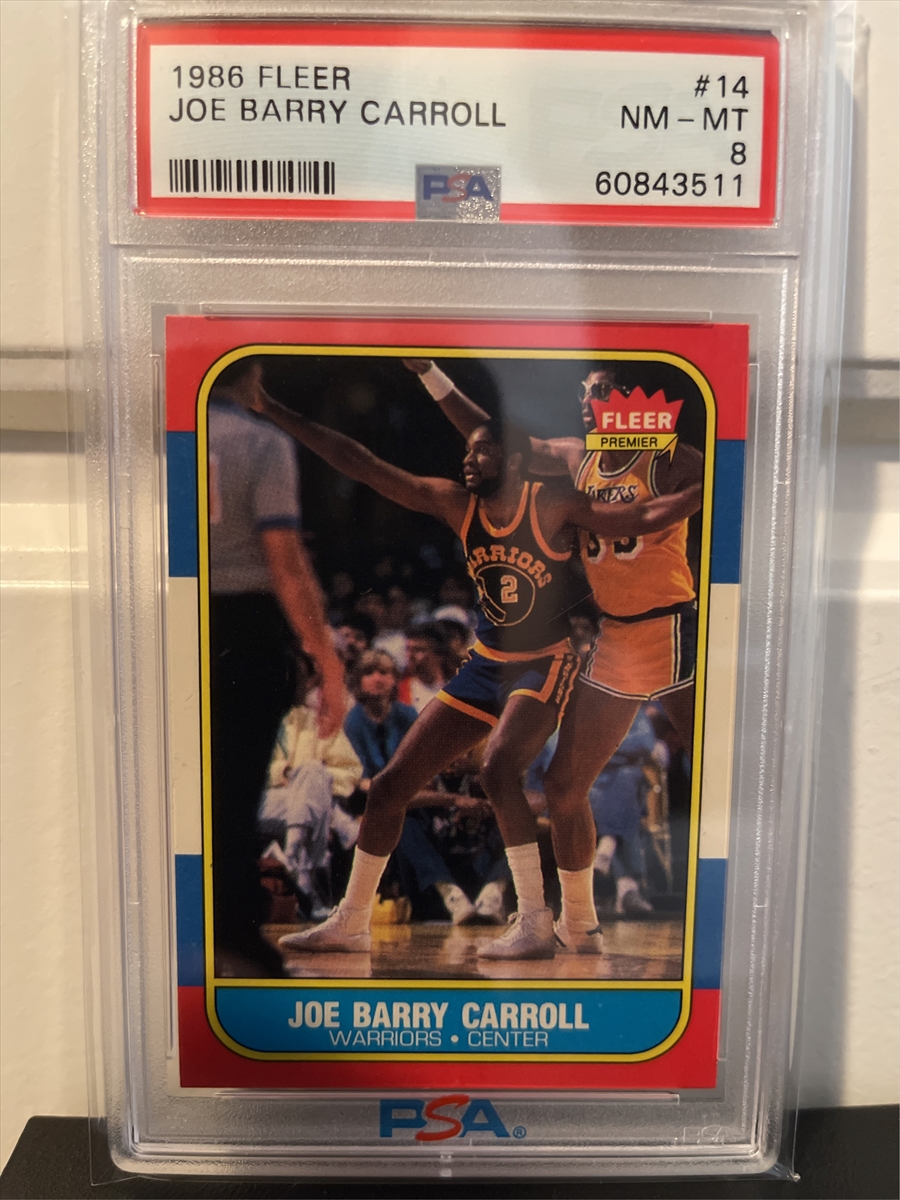 1986 FLEER #14
JOE BARRY CARROLL NM - MT
8
60843511
PSA
FLEER
PREMIER
WARRIORS
2
JOE BARRY CARROLL
WARRIORS • CENTER
PSA®